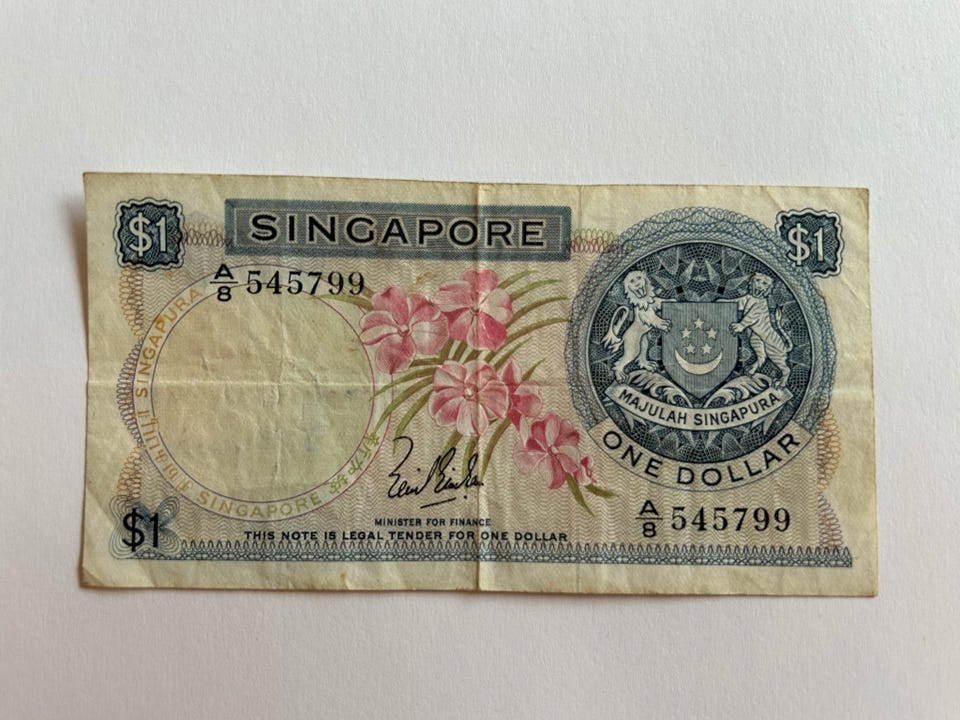 $1
SINGAPORE
$1
A/8 545799
SINGAPURA
SINGAPORE
MAJULAH SINGAPURA
ONE DOLLAR
A/8 545799
$1
MINISTER FOR FINANCE
THIS NOTE IS LEGAL TENDER FOR ONE DOLLAR